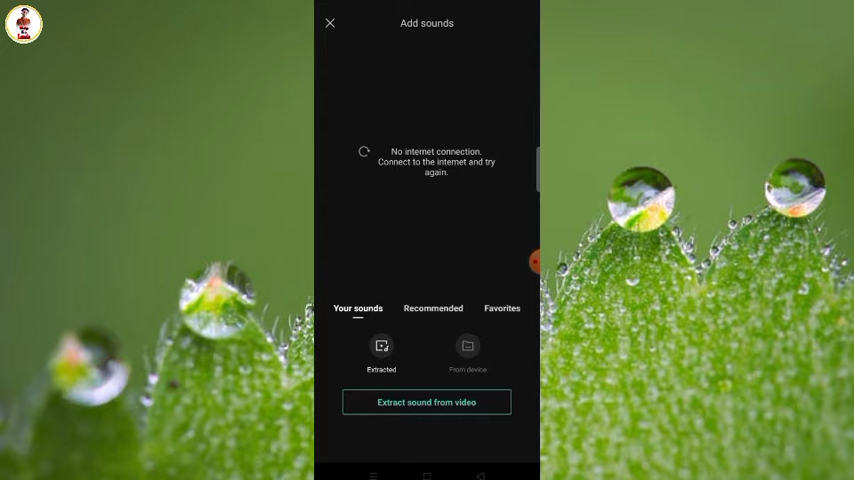 Add sounds
No internet connection.
Connect to the internet and try
again.
Your sounds
Recommended
Favorites
Extracted
From device
Extract sound from video